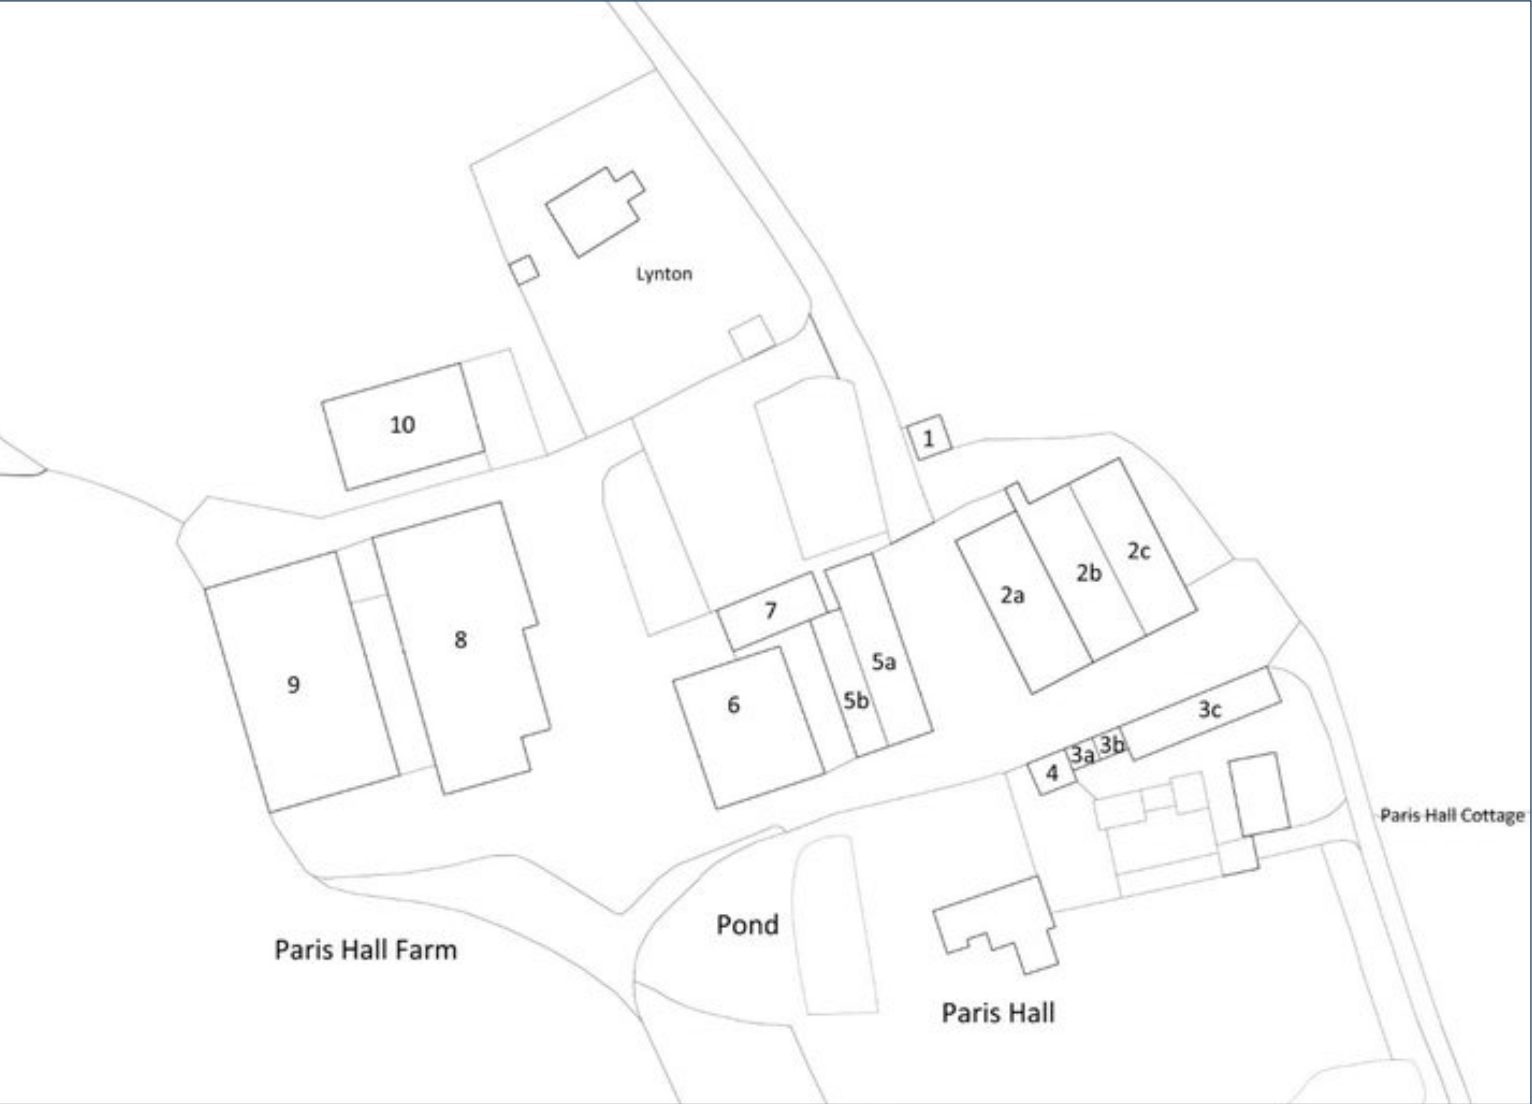 Lynton
10
1
2c
2b
2a
7
8
5a
9
5b
6
3c
3b
3a
4
Paris Hall Cottage
Pond
Paris Hall Farm
Paris Hall